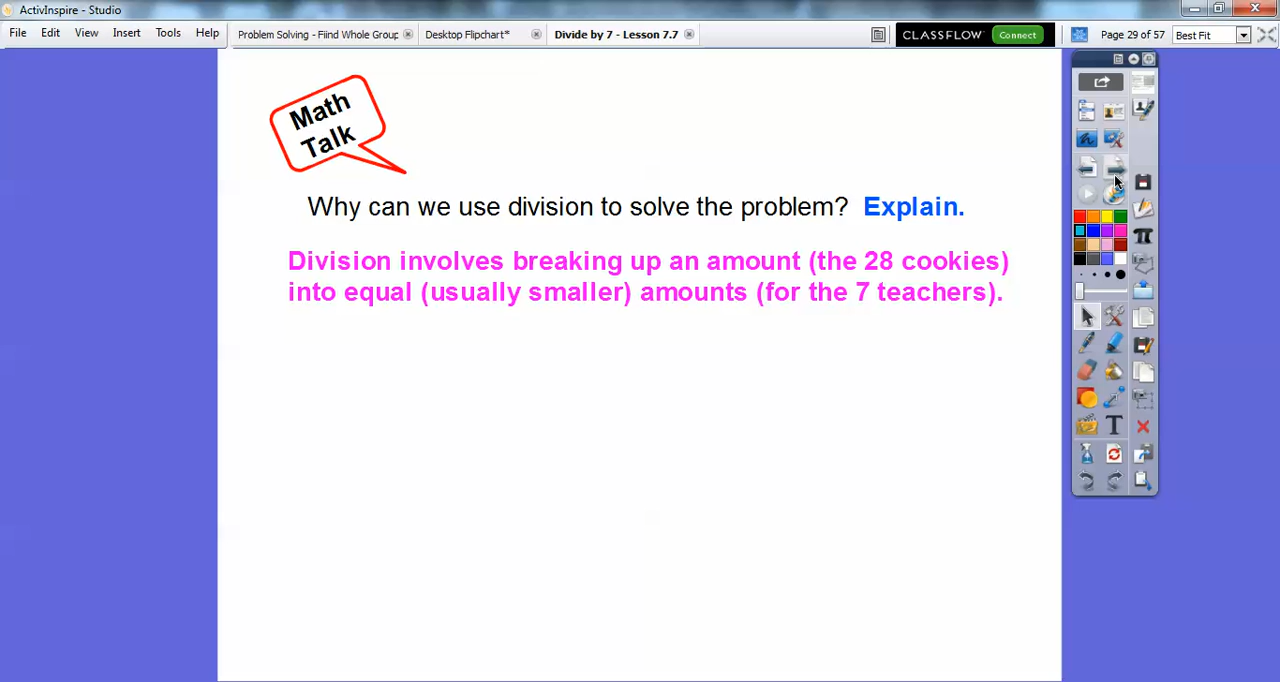 ActivInspire - Studio
File Edit View Insert Tools Help
Problem Solving - Fiind Whole Group
Desktop Flipchart*
Divide by 7 - Lesson 7.7
CLASSFLOW Connect
Page 29 of 57
Best Fit
Math
Talk
Why can we use division to solve the problem? Explain.
Division involves breaking up an amount (the 28 cookies)
into equal (usually smaller) amounts (for the 7 teachers).